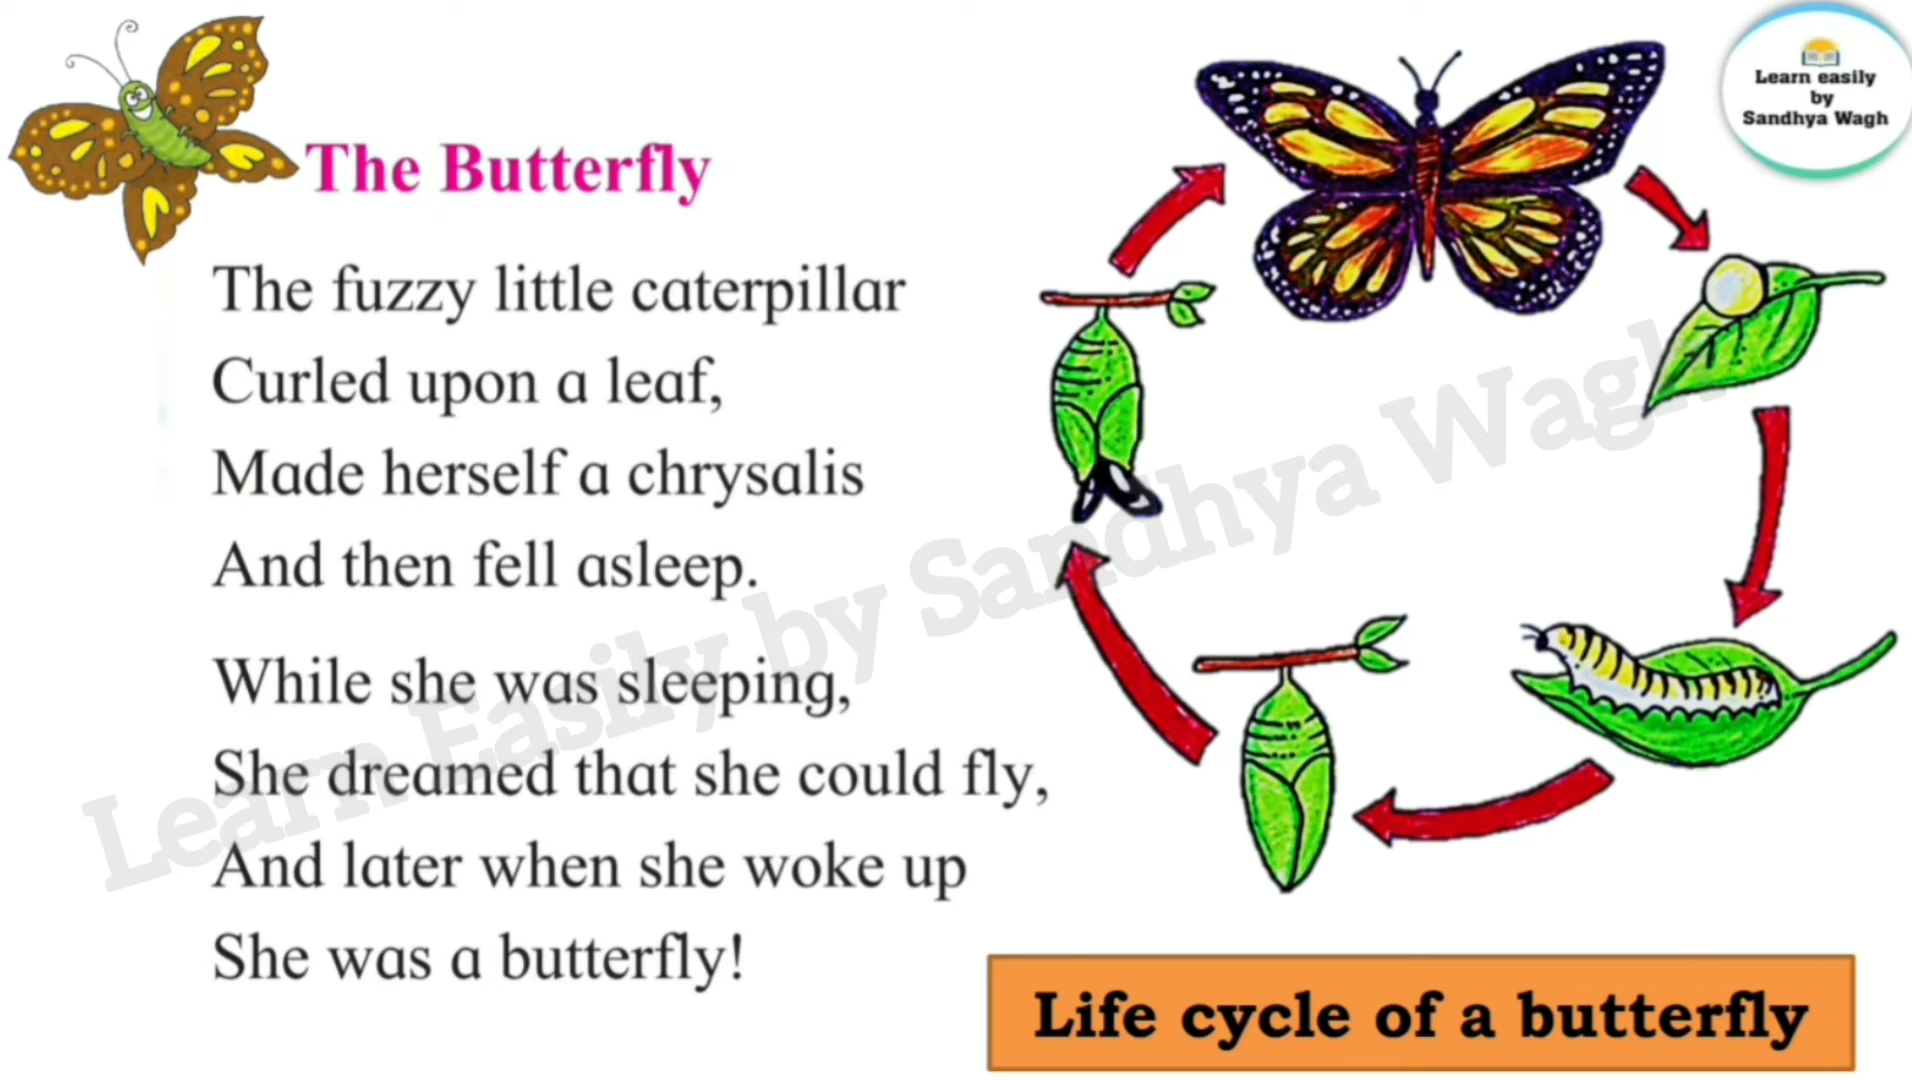 The Butterfly
The fuzzy little caterpillar
Curled upon a leaf,
Made herself a chrysalis
And then fell asleep.
While she was sleeping,
She dreamed that she could fly,
And later when she woke up
She was a butterfly!
Learn easily
by
Sandhya Wagh
Life cycle of a butterfly
Learn Easily by Sandhya Wagh